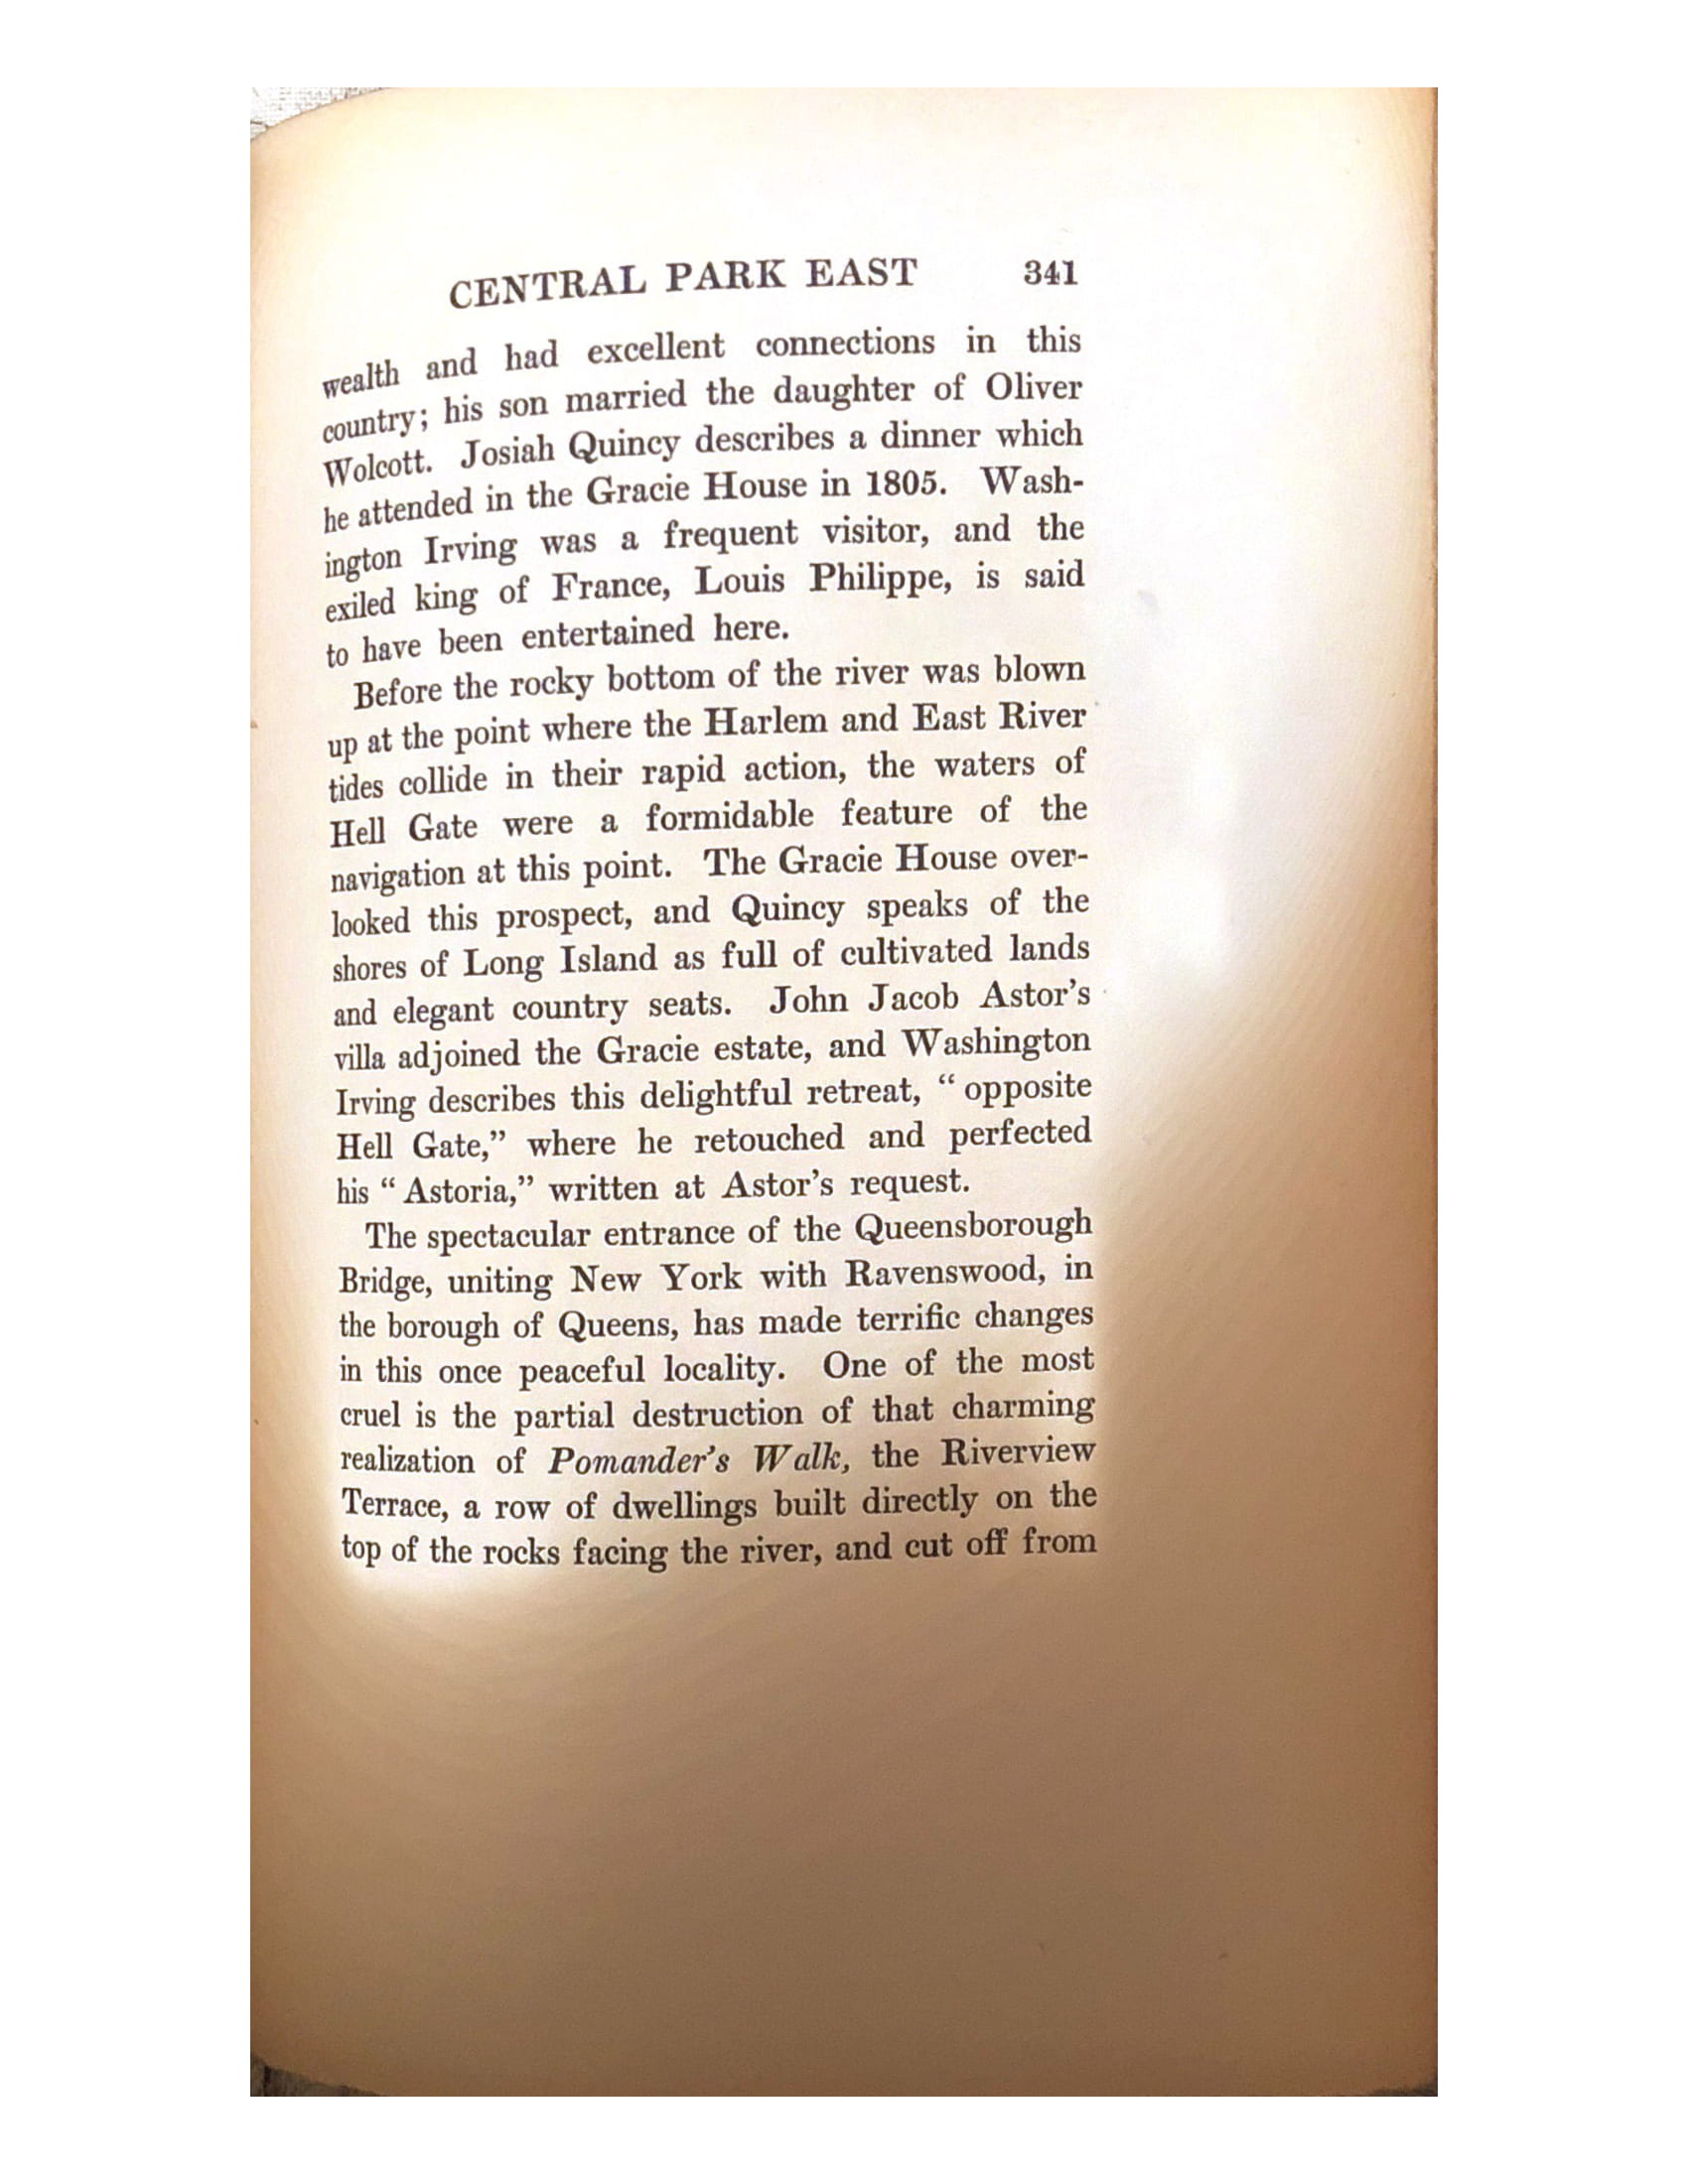 CENTRAL PARK EAST 341
wealth and had excellent connections in this
country; his son married the daughter of Oliver
Wolcott. Josiah Quincy describes a dinner which
he attended in the Gracie House in 1805. Wash-
ington Irving was a frequent visitor, and the
exiled king of France, Louis Philippe, is said
to have been entertained here.
Before the rocky bottom of the river was blown
up at the point where the Harlem and East River
tides collide in their rapid action, the waters of
Hell Gate were a formidable feature of the
navigation at this point. The Gracie House over-
looked this prospect, and Quincy speaks of the
shores of Long Island as full of cultivated lands
and elegant country seats. John Jacob Astor's
villa adjoined the Gracie estate, and Washington
Irving describes this delightful retreat, “ opposite
Hell Gate,” where he retouched and perfected
his “ Astoria,” written at Astor's request.
The spectacular entrance of the Queensborough
Bridge, uniting New York with Ravenswood, in
the borough of Queens, has made terrific changes
in this once peaceful locality. One of the most
cruel is the partial destruction of that charming
realization of Pomander's Walk, the Riverview
Terrace, a row of dwellings built directly on the
top of the rocks facing the river, and cut off from